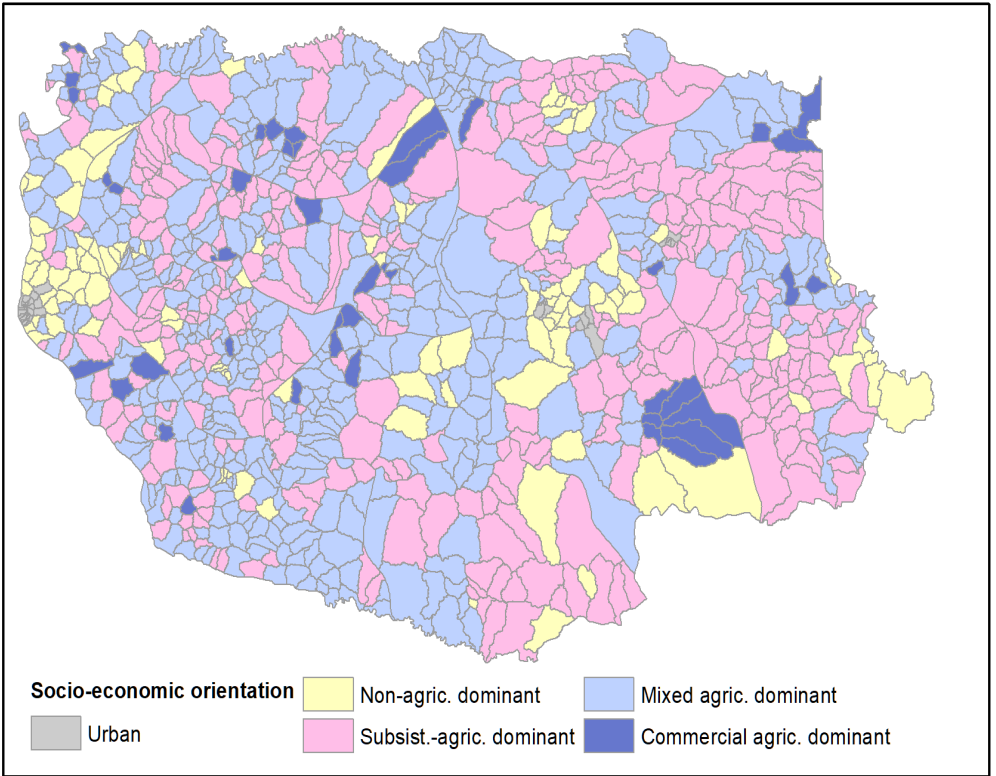 Socio-economic orientation
Non-agric. dominant
Mixed agric. dominant
Urban
Subsist.-agric. dominant
Commercial agric. dominant